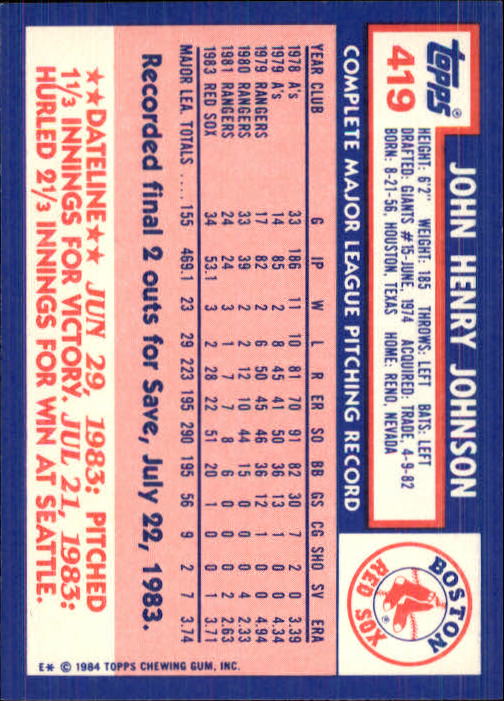 topps®
419
JOHN HENRY JOHNSON
HEIGHT: 6'2" WEIGHT: 185 THROWS: LEFT BATS: LEFT
DRAFTED: GIANTS #15-JUNE, 1974 ACQUIRED: TRADE, 4-9-82
BORN: 8-21-56, HOUSTON, TEXAS HOME: RENO, NEVADA
BOSTON
RED SOX
COMPLETE MAJOR LEAGUE PITCHING RECORD
YEAR CLUB G IP W L R ER SO BB GS CG SHO SV ERA
1978 A's 33 186 11 10 81 70 91 82 30 7 2 0 3.39
1979 A's 14 85 2 8 45 41 50 36 13 1 0 0 4.34
1979 RANGERS 17 82 2 6 50 45 46 36 12 1 0 0 4.94
1980 RANGERS 33 39 2 2 12 10 44 15 0 0 0 4 2.33
1981 RANGERS 24 24 3 1 7 7 8 6 0 0 0 2 2.63
1983 RED SOX 34 53.1 3 2 28 22 51 20 1 0 0 1 3.71
MAJOR LEA. TOTALS .... 155 469.1 23 29 223 195 290 195 56 9 2 7 3.74
Recorded final 2 outs for Save, July 22, 1983.
★★DATELINE★★ JUN 29, 1983: PITCHED
1⅓ INNINGS FOR VICTORY. JUL 21, 1983:
HURLED 2⅓ INNINGS FOR WIN AT SEATTLE.
E* © 1984 TOPPS CHEWING GUM, INC.